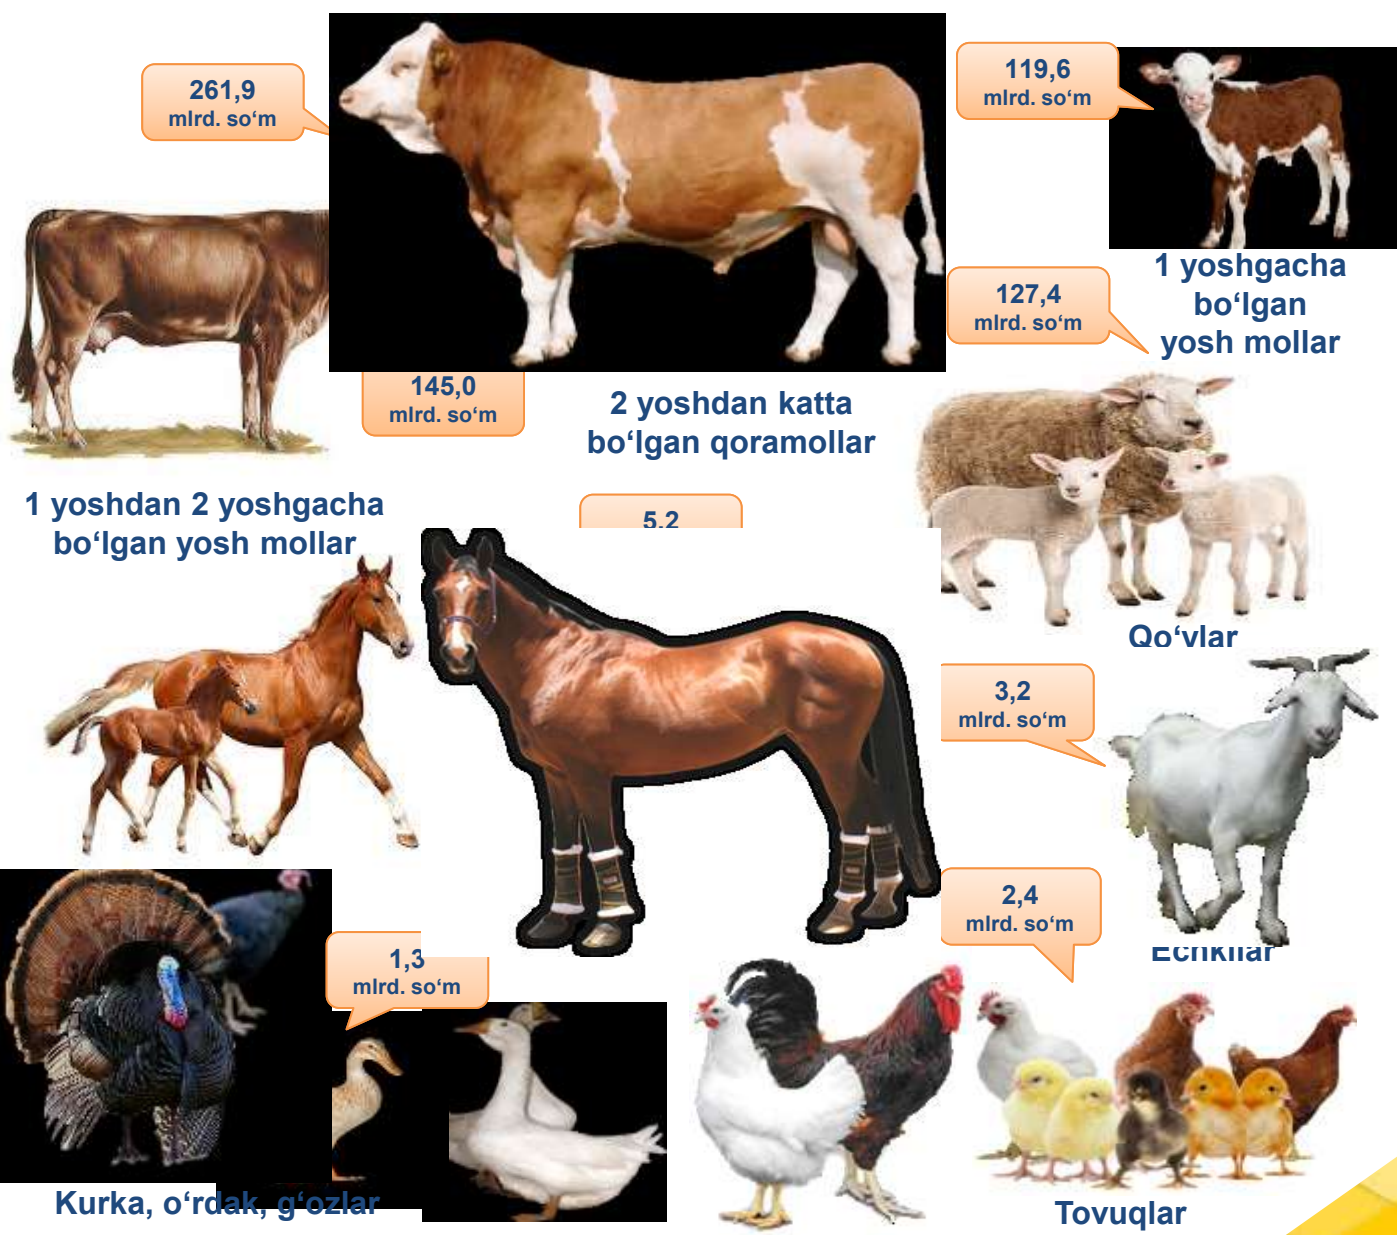 261,9
mlrd. so‘m
119,6
mlrd. so‘m
1 yoshgacha
bo‘lgan
yosh mollar
127,4
mlrd. so‘m
145,0
mlrd. so‘m
2 yoshdan katta
bo‘lgan qoramollar
1 yoshdan 2 yoshgacha
bo‘lgan yosh mollar
5,2
Qo‘vlar
3,2
mlrd. so‘m
2,4
mlrd. so‘m
Echkilar
1,3
mlrd. so‘m
Kurka, o‘rdak, g‘ozlar
Tovuqlar